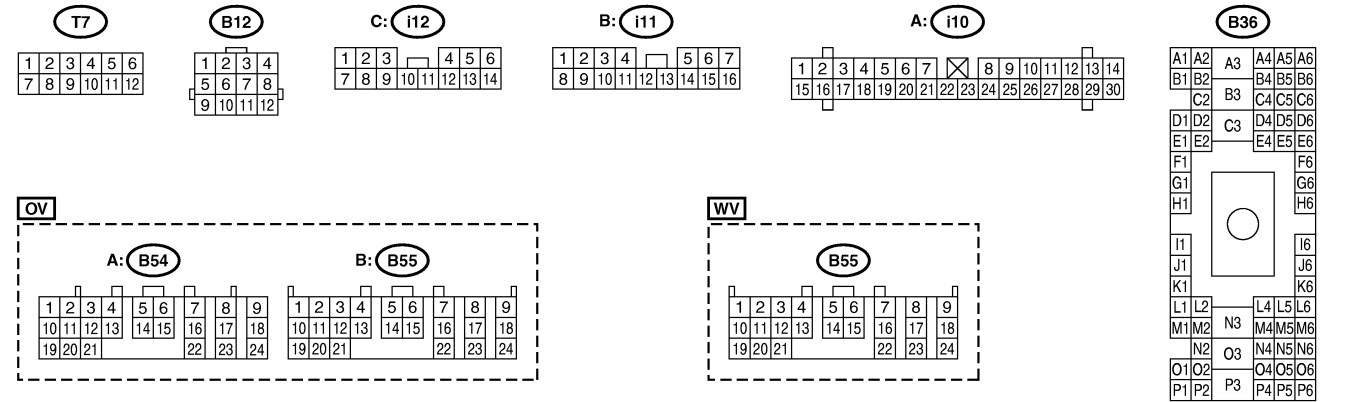 T7
1 2 3 4 5 6
7 8 9 10 11 12
B12
1 2 3 4
5 6 7 8
9 10 11 12
C: i12
1 2 3 4 5 6
7 8 9 10 11 12 13 14
B: i11
1 2 3 4 5 6 7
8 9 10 11 12 13 14 15 16
A: i10
1 2 3 4 5 6 7 8 9 10 11 12 13 14
15 16 17 18 19 20 21 22 23 24 25 26 27 28 29 30
B36
A1 A2 A3 A4 A5 A6
B1 B2 B3 B4 B5 B6
C2 C3 C4 C5 C6
D1 D2 D4 D5 D6
E1 E2 E4 E5 E6
F1 F6
G1 G6
H1 H6
I1 I6
J1 J6
K1 K6
L1 L2 L4 L5 L6
M1 M2 N3 M4 M5 M6
N2 O3 N4 N5 N6
O1 O2 P3 O4 O5 O6
P1 P2 P4 P5 P6
OV
A: B54
1 2 3 4 5 6 7 8 9
10 11 12 13 14 15 16 17 18
19 20 21 22 23 24
B: B55
1 2 3 4 5 6 7 8 9
10 11 12 13 14 15 16 17 18
19 20 21 22 23 24
WV
B55
1 2 3 4 5 6 7 8 9
10 11 12 13 14 15 16 17 18
19 20 21 22 23 24